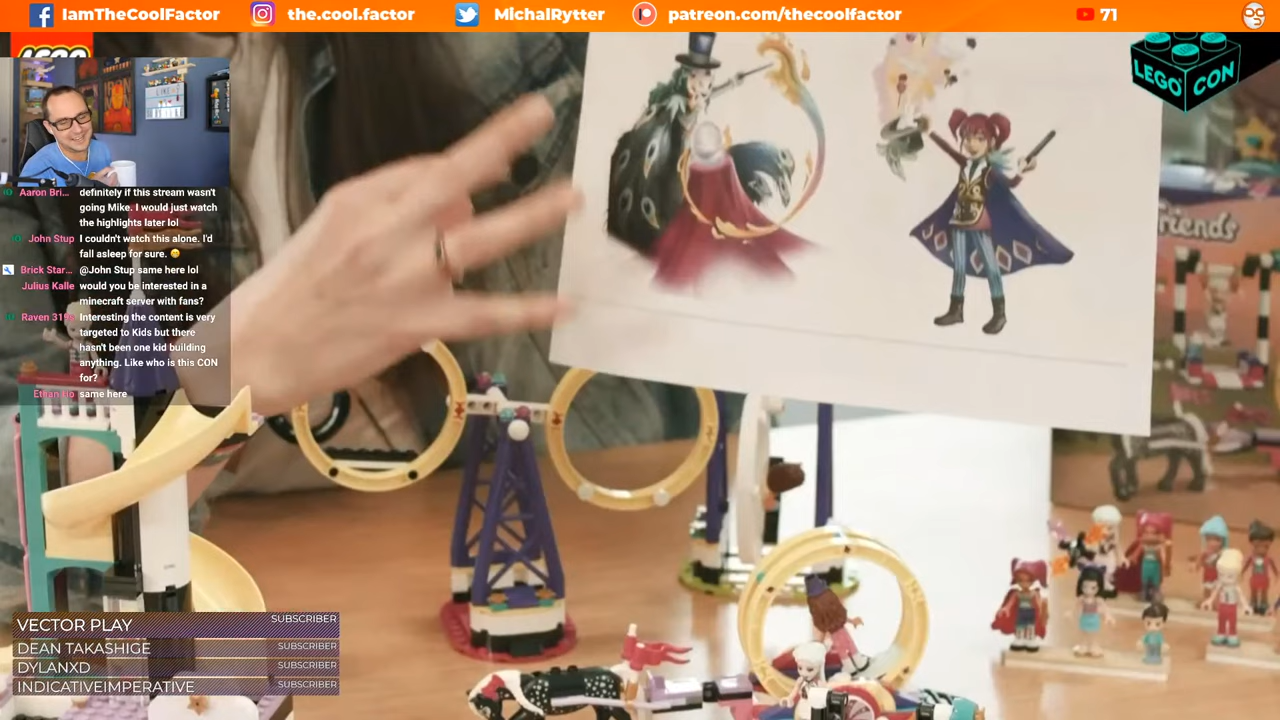 IamTheCoolFactor the.cool.factor MichalRytter patreon.com/thecoolfactor 71
LEGO
LEGO CON
Aaron Bri... definitely if this stream wasn't
going Mike. I would just watch
the highlights later lol
John Stup I couldn't watch this alone. I'd
fall asleep for sure. 😊
Brick Star... @John Stup same here lol
Julius Kalle would you be interested in a
minecraft server with fans?
Raven 319... Interesting the content is very
targeted to Kids but there
hasn't been one kid building
anything. Like who is this CON
for?
same here
Friends
VECTOR PLAY SUBSCRIBER
DEAN TAKASHIGE SUBSCRIBER
DYLANXD SUBSCRIBER
INDICATIVEIMPERATIVE SUBSCRIBER